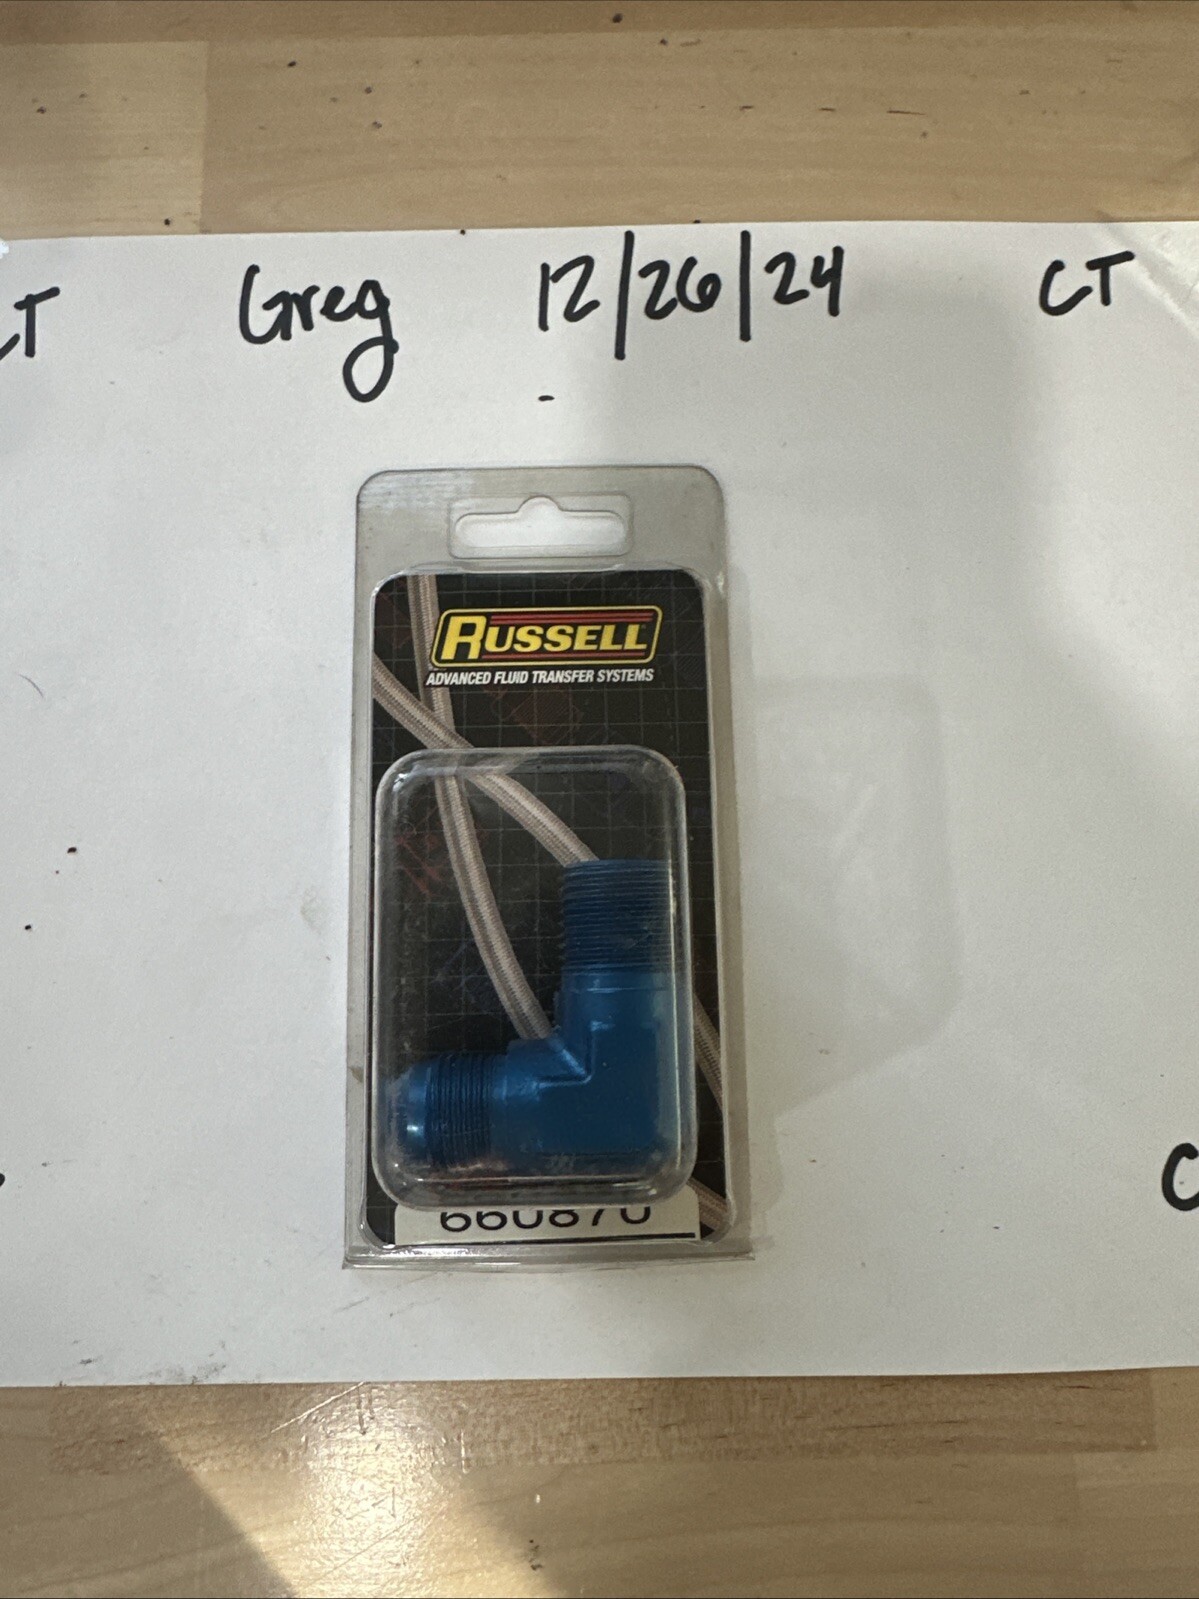 CT Greg 12/26/24 CT
RUSSELL
ADVANCED FLUID TRANSFER SYSTEMS
660870
C